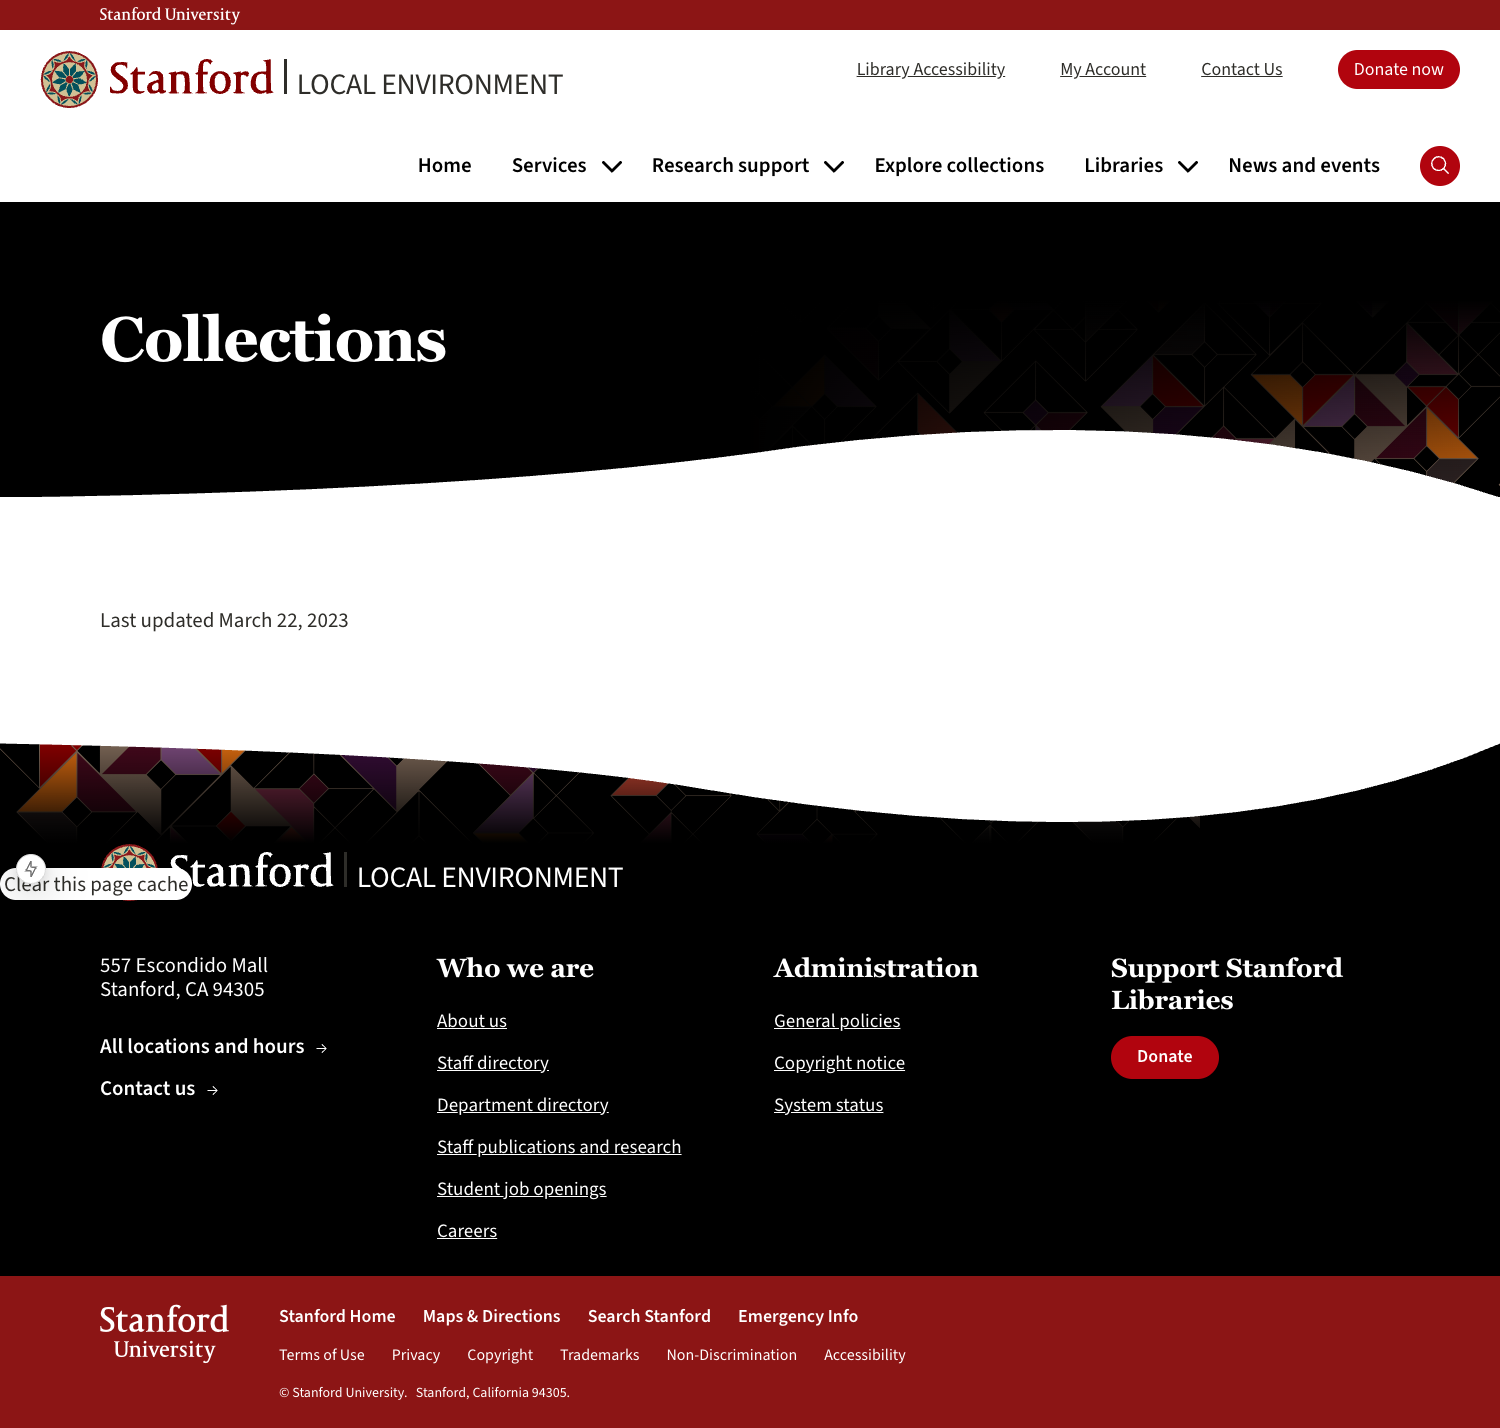 Stanford University
Stanford | LOCAL ENVIRONMENT
Library Accessibility My Account Contact Us Donate now
Home Services Research support Explore collections Libraries News and events
Collections
Last updated March 22, 2023
Stanford | LOCAL ENVIRONMENT
Clear this page cache
557 Escondido Mall
Stanford, CA 94305
All locations and hours →
Contact us →
Who we are
About us
Staff directory
Department directory
Staff publications and research
Student job openings
Careers
Administration
General policies
Copyright notice
System status
Support Stanford
Libraries
Donate
Stanford
University
Stanford Home Maps & Directions Search Stanford Emergency Info
Terms of Use Privacy Copyright Trademarks Non-Discrimination Accessibility
© Stanford University. Stanford, California 94305.